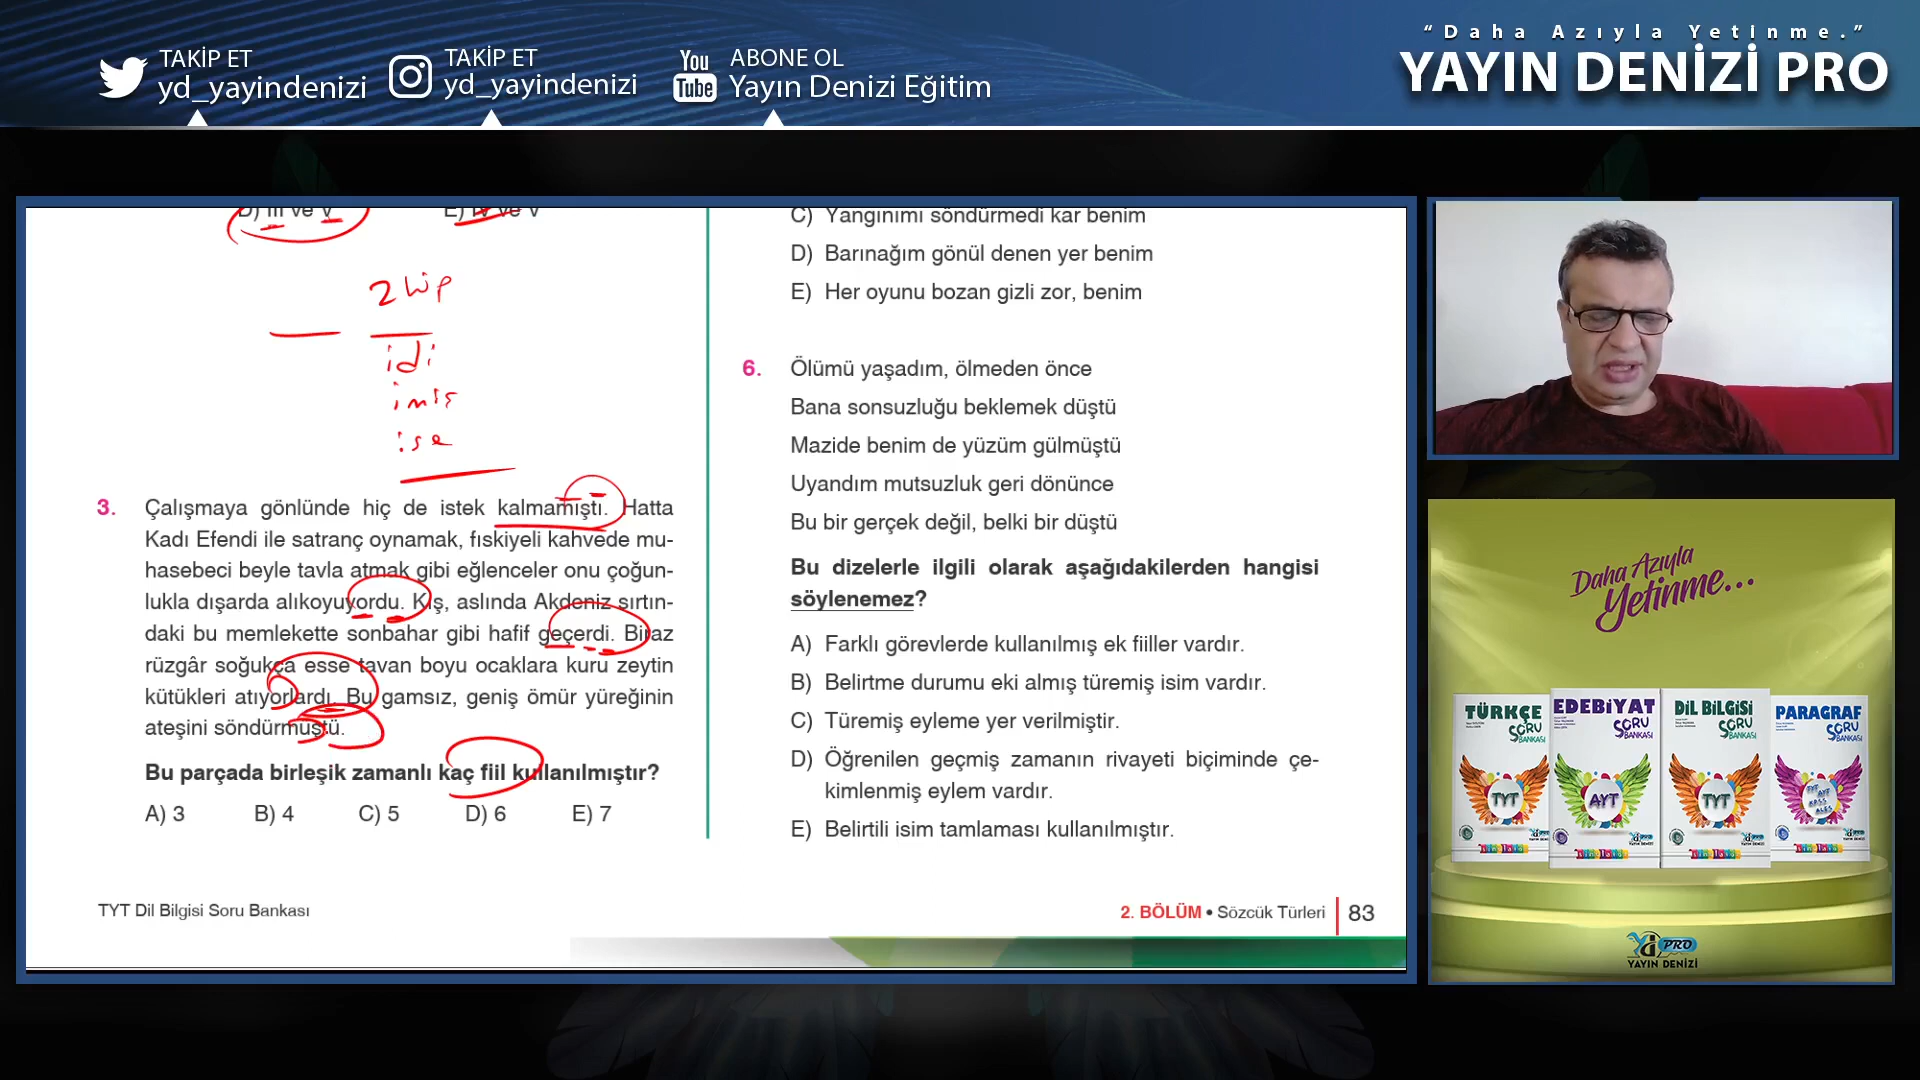 TAKİP ET
yd_yayindenizi
TAKİP ET
yd_yayindenizi
You
Tube
ABONE OL
Yayın Denizi Eğitim
“Daha Azıyla Yetinme.”
YAYIN DENİZİ PRO
D) III ve V
E) IV ve V
2 tip
idi
imiş
ise
3. Çalışmaya gönlünde hiç de istek kalmamıştı. Hatta
Kadı Efendi ile satranç oynamak, fıskiyeli kahvede mu-
hasebeci beyle tavla atmak gibi eğlenceler onu çoğun-
lukla dışarda alıkoyuyordu. Kış, aslında Akdeniz sırtın-
daki bu memlekette sonbahar gibi hafif geçerdi. Biraz
rüzgâr soğukça esse tavan boyu ocaklara kuru zeytin
kütükleri atıyorlardı. Bu gamsız, geniş ömür yüreğinin
ateşini söndürmüştü.
Bu parçada birleşik zamanlı kaç fiil kullanılmıştır?
A) 3 B) 4 C) 5 D) 6 E) 7
TYT Dil Bilgisi Soru Bankası
C) Yangınımı söndürmedi kar benim
D) Barınağım gönül denen yer benim
E) Her oyunu bozan gizli zor, benim
6. Ölümü yaşadım, ölmeden önce
Bana sonsuzluğu beklemek düştü
Mazide benim de yüzüm gülmüştü
Uyandım mutsuzluk geri dönünce
Bu bir gerçek değil, belki bir düştü
Bu dizelerle ilgili olarak aşağıdakilerden hangisi
söylenemez?
A) Farklı görevlerde kullanılmış ek fiiller vardır.
B) Belirtme durumu eki almış türemiş isim vardır.
C) Türemiş eyleme yer verilmiştir.
D) Öğrenilen geçmiş zamanın rivayeti biçiminde çe-
kimlenmiş eylem vardır.
E) Belirtili isim tamlaması kullanılmıştır.
2. BÖLÜM • Sözcük Türleri 83
Daha Azıyla
Yetinme...
TÜRKÇE
SORU
BANKASI
TYT
EDEBİYAT
SORU
BANKASI
AYT
DİL BİLGİSİ
SORU
BANKASI
TYT
PARAGRAF
SORU
BANKASI
PRO
YAYIN DENİZİ